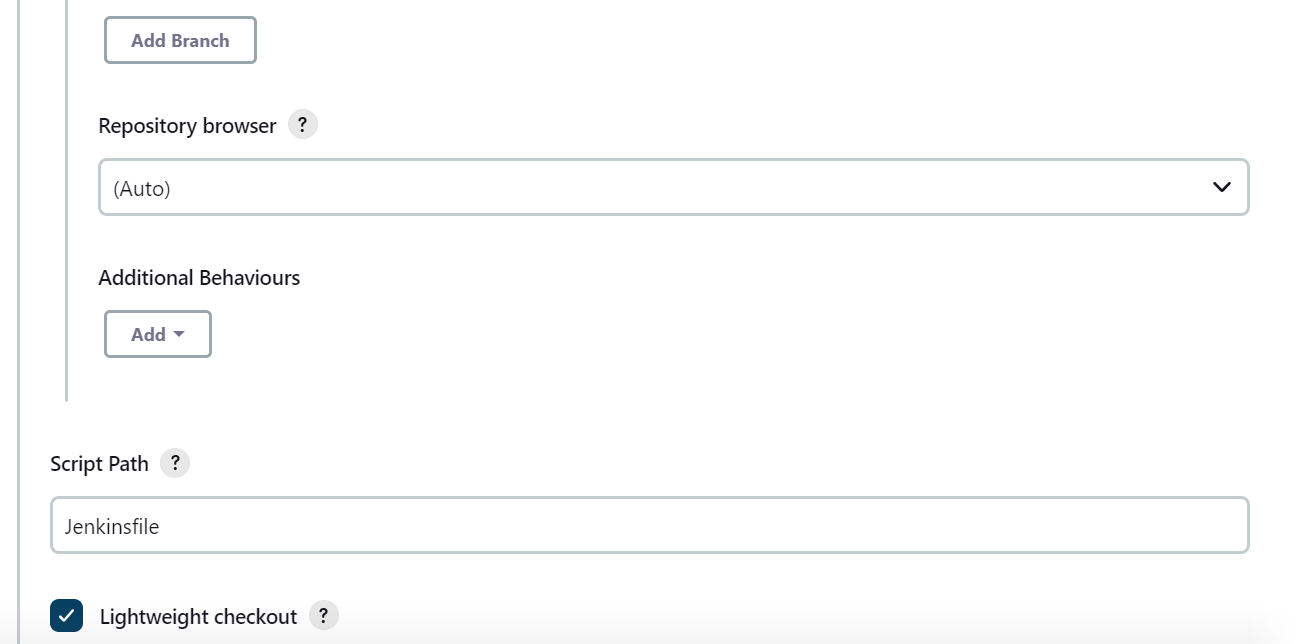 Add Branch
Repository browser ?
(Auto)
Additional Behaviours
Add
Script Path ?
Jenkinsfile
Lightweight checkout ?